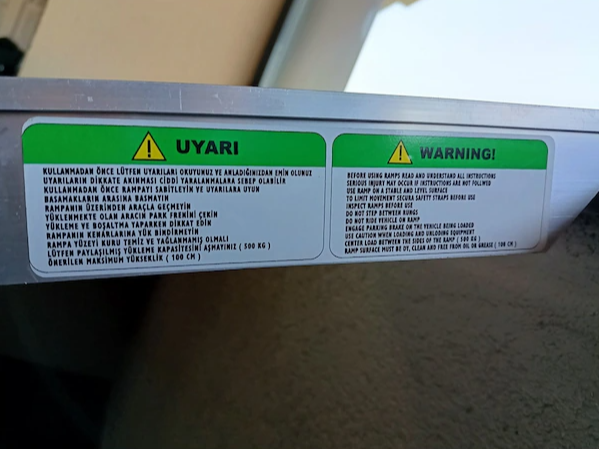 UYARI
KULLANMADAN ÖNCE LÜTFEN UYARILARI OKUYUNUZ VE ANLADIĞINIZDAN EMİN OLUNUZ
UYARILARIN DİKKATE ALINMASI CİDDİ YARALANMALARA SEBEP OLABİLİR
KULLANMADAN ÖNCE RAMPAYI SABİTLEYİN VE UYARILARA UYUN
BASAMAKLARIN ARASINA BASMAYIN
RAMPANIN ÜZERİNDEN ARAÇLA GEÇMEYİN
YÜKLENMEKTE OLAN ARACIN PARK FRENİNİ ÇEKİN
YÜKLEME VE BOŞALTMA YAPARKEN DİKKAT EDİN
RAMPANIN KENARLARINA YÜK BİNDİRMEYİN
RAMPA YÜZEYİ KURU TEMİZ VE YAĞLANMAMIŞ OLMALI
LÜTFEN PAYLAŞILMIŞ YÜKLEME KAPASİTESİNİ AŞMAYINIZ ( 500 KG )
ÖNERİLEN MAKSİMUM YÜKSEKLİK ( 100 CM )
WARNING!
BEFORE USING RAMPS READ AND UNDERSTAND ALL INSTRUCTIONS
SERIOUS INJURY MAY OCCUR IF INSTRUCTIONS ARE NOT FOLLOWED
USE RAMP ON A STABLE AND LEVEL SURFACE
TO LIMIT MOVEMENT SECURE SAFETY STRAPS BEFORE USE
INSPECT RAMPS BEFORE USE
DO NOT STEP BETWEEN RUNGS
DO NOT RIDE VEHICLE ON RAMP
ENGAGE PARKING BRAKE ON THE VEHICLE BEING LOADED
USE CAUTION WHEN LOADING AND UNLODING EQUIPMENT
CENTER LOAD BETWEEN THE SIDES OF THE RAMP ( 500 KG )
RAMP SURFACE MUST BE DRY, CLEAN AND FREE FROM OIL OR GREASE ( 100 CM )